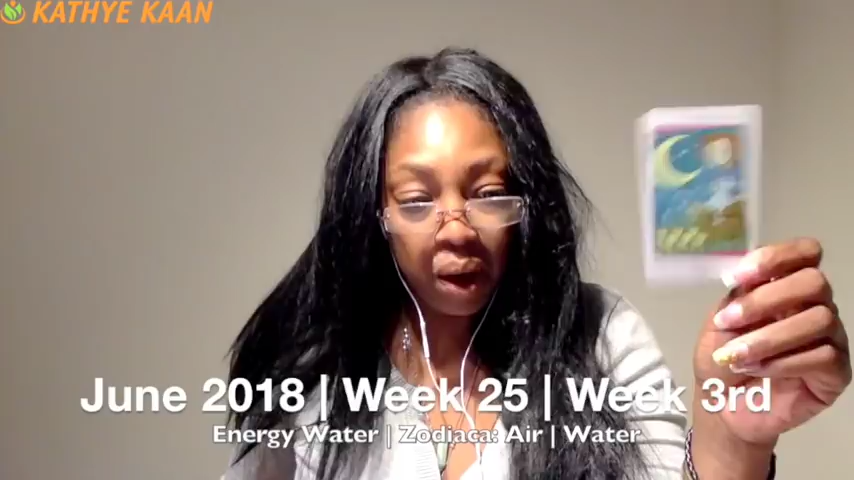 KATHYE KAAN
June 2018 | Week 25 | Week 3rd
Energy Water | Zodiaca: Air | Water